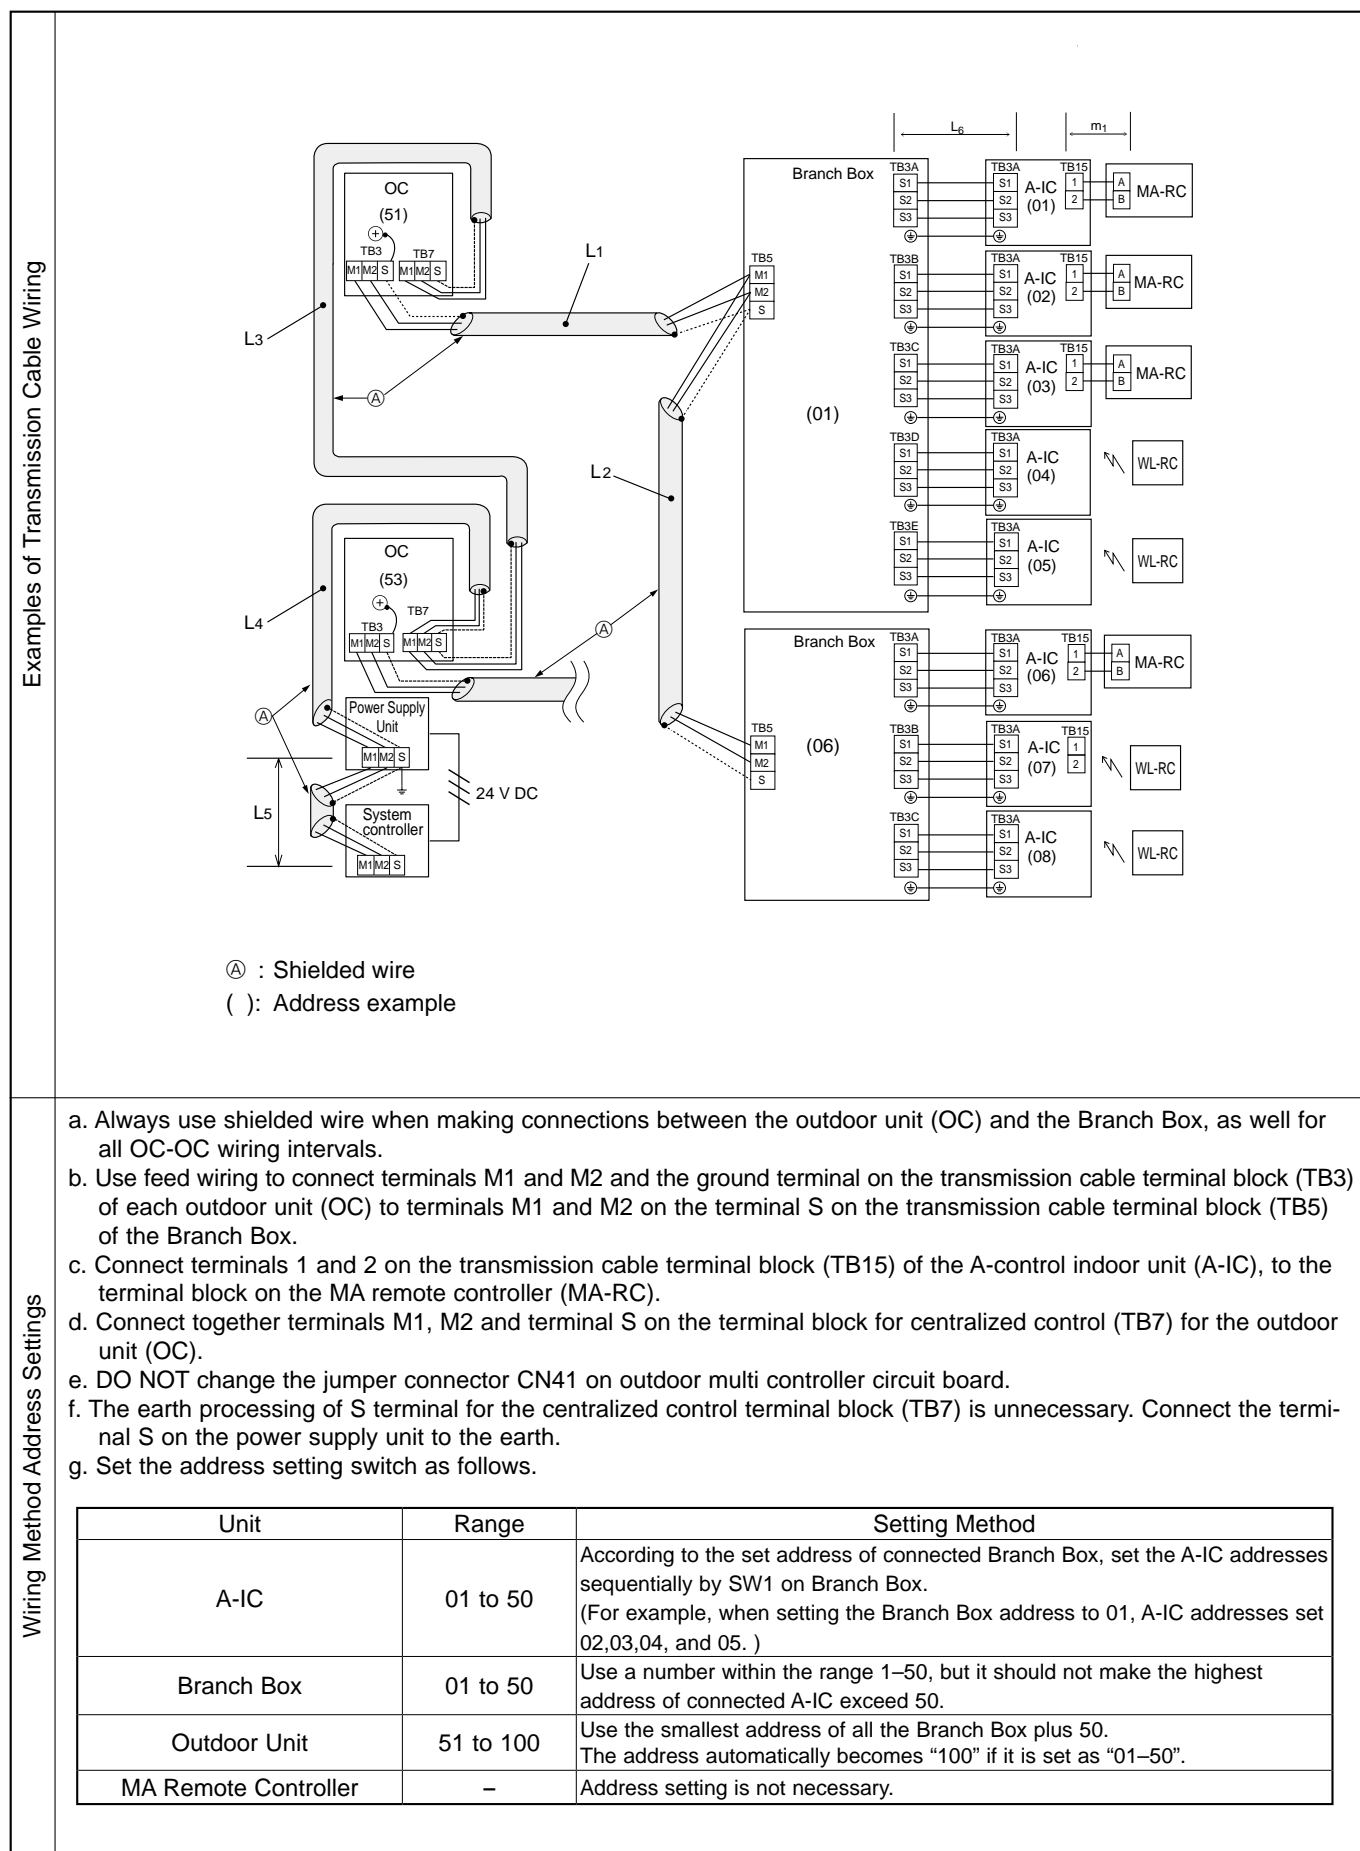 Examples of Transmission Cable Wiring
L6
m1
Branch Box
TB3A
S1
S2
S3
TB3A
S1
S2
S3
A-IC
(01)
TB15
1
2
A
B
MA-RC
TB3B
S1
S2
S3
TB3A
S1
S2
S3
A-IC
(02)
TB15
1
2
A
B
MA-RC
TB3C
S1
S2
S3
TB3A
S1
S2
S3
A-IC
(03)
TB15
1
2
A
B
MA-RC
TB3D
S1
S2
S3
TB3A
S1
S2
S3
A-IC
(04)
WL-RC
TB3E
S1
S2
S3
TB3A
S1
S2
S3
A-IC
(05)
WL-RC
TB5
M1
M2
S
(01)
OC
(51)
TB3
M1 M2 S
TB7
M1 M2 S
L1
L3
A
L2
OC
(53)
TB3
M1 M2 S
TB7
M1 M2 S
L4
A
A
Power Supply
Unit
M1 M2 S
24 V DC
L5
System
controller
M1 M2 S
Branch Box
TB5
M1
M2
S
(06)
TB3A
S1
S2
S3
TB3A
S1
S2
S3
A-IC
(06)
TB15
1
2
A
B
MA-RC
TB3B
S1
S2
S3
TB3A
S1
S2
S3
A-IC
(07)
TB15
1
2
WL-RC
TB3C
S1
S2
S3
TB3A
S1
S2
S3
A-IC
(08)
WL-RC
Ⓐ : Shielded wire
( ): Address example
Wiring Method Address Settings
a. Always use shielded wire when making connections between the outdoor unit (OC) and the Branch Box, as well for
all OC-OC wiring intervals.
b. Use feed wiring to connect terminals M1 and M2 and the ground terminal on the transmission cable terminal block (TB3)
of each outdoor unit (OC) to terminals M1 and M2 on the terminal S on the transmission cable terminal block (TB5)
of the Branch Box.
c. Connect terminals 1 and 2 on the transmission cable terminal block (TB15) of the A-control indoor unit (A-IC), to the
terminal block on the MA remote controller (MA-RC).
d. Connect together terminals M1, M2 and terminal S on the terminal block for centralized control (TB7) for the outdoor
unit (OC).
e. DO NOT change the jumper connector CN41 on outdoor multi controller circuit board.
f. The earth processing of S terminal for the centralized control terminal block (TB7) is unnecessary. Connect the termi-
nal S on the power supply unit to the earth.
g. Set the address setting switch as follows.
Unit
Range
Setting Method
A-IC
01 to 50
According to the set address of connected Branch Box, set the A-IC addresses
sequentially by SW1 on Branch Box.
(For example, when setting the Branch Box address to 01, A-IC addresses set
02,03,04, and 05. )
Branch Box
01 to 50
Use a number within the range 1–50, but it should not make the highest
address of connected A-IC exceed 50.
Outdoor Unit
51 to 100
Use the smallest address of all the Branch Box plus 50.
The address automatically becomes “100” if it is set as “01–50”.
MA Remote Controller
–
Address setting is not necessary.